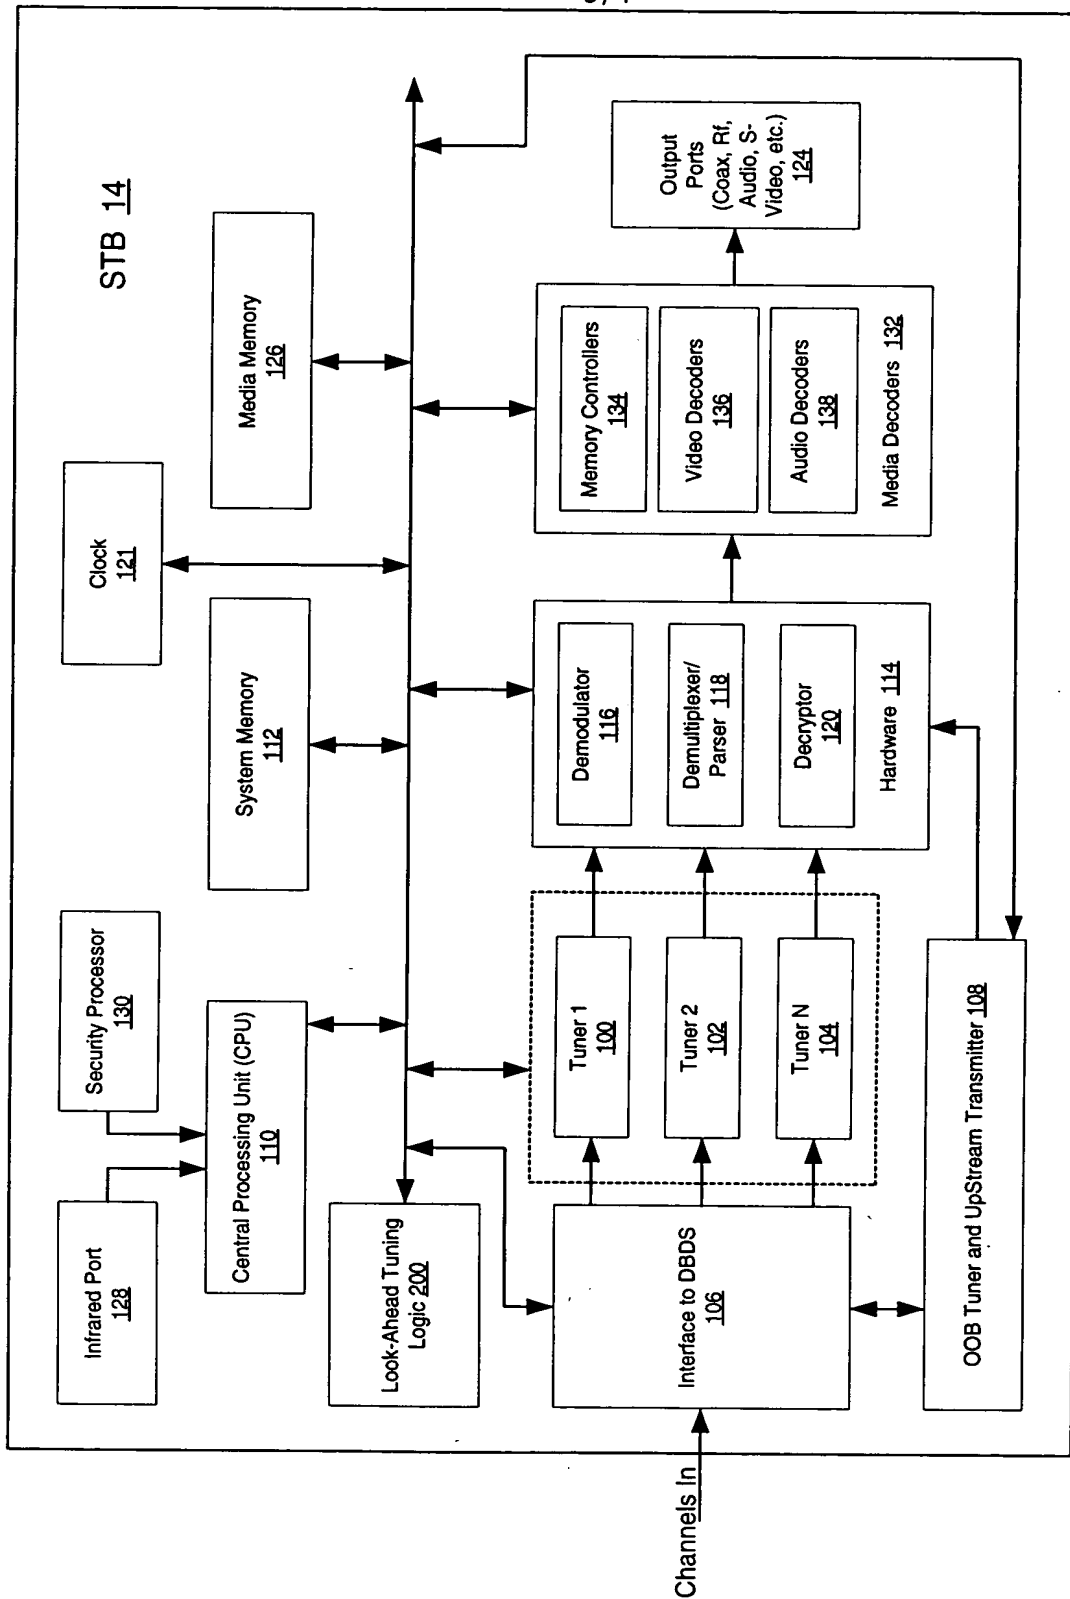 STB 14
Infrared Port
128
Security Processor
130
Clock
121
Central Processing Unit (CPU)
110
System Memory
112
Media Memory
126
Look-Ahead Tuning
Logic 200
Channels In
Interface to DBDS
106
Tuner 1
100
Tuner 2
102
Tuner N
104
Demodulator
116
Demultiplexer/
Parser 118
Decryptor
120
Hardware 114
Memory Controllers
134
Video Decoders
136
Audio Decoders
138
Media Decoders 132
Output
Ports
(Coax, Rf,
Audio, S-
Video, etc.)
124
OOB Tuner and UpStream Transmitter 108